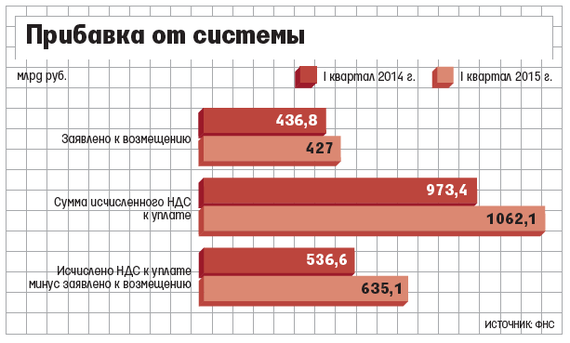 Прибавка от системы
млрд руб.
I квартал 2014 г.
I квартал 2015 г.
Заявлено к возмещению
436,8
427
Сумма исчисленного НДС
к уплате
973,4
1062,1
Исчислено НДС к уплате
минус заявлено к возмещению
536,6
635,1
ИСТОЧНИК: ФНС